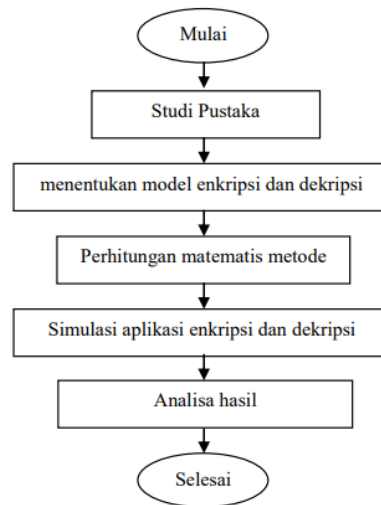 Mulai
Studi Pustaka
menentukan model enkripsi dan dekripsi
Perhitungan matematis metode
Simulasi aplikasi enkripsi dan dekripsi
Analisa hasil
Selesai